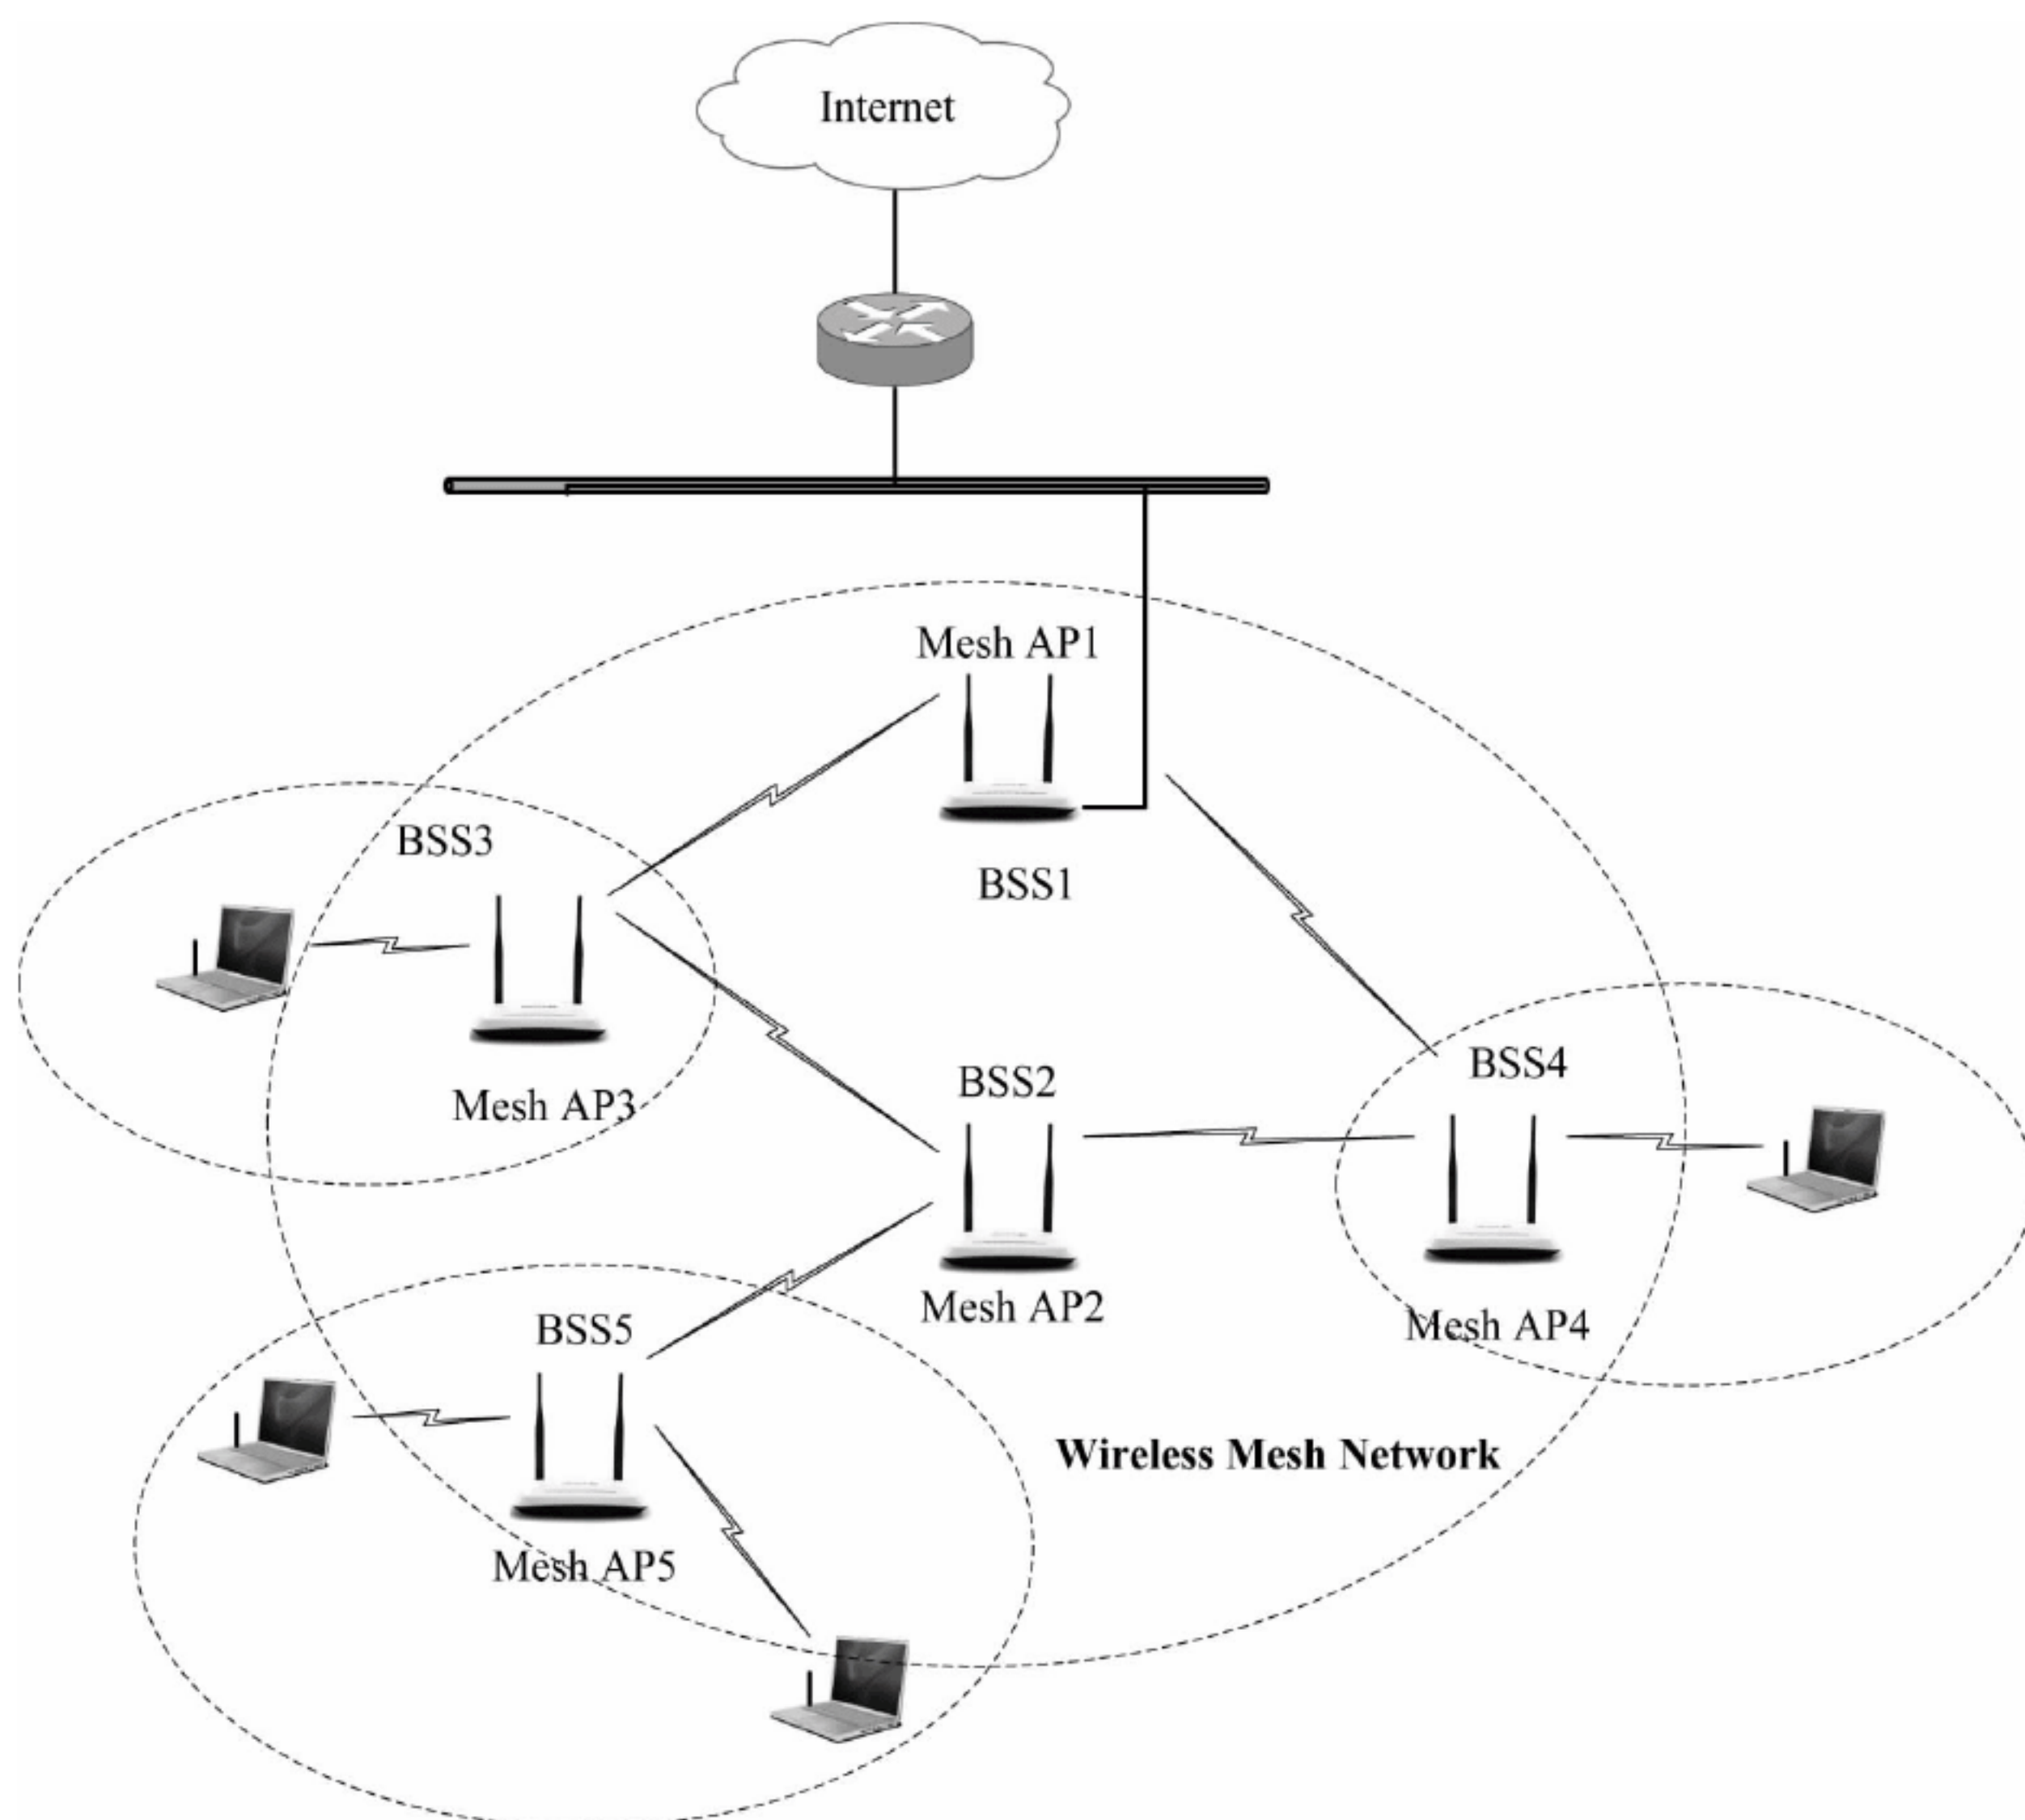 Internet
Mesh AP1
BSS3
BSS1
BSS4
BSS2
Mesh AP3
Mesh AP2
BSS5
Mesh AP4
Wireless Mesh Network
Mesh AP5